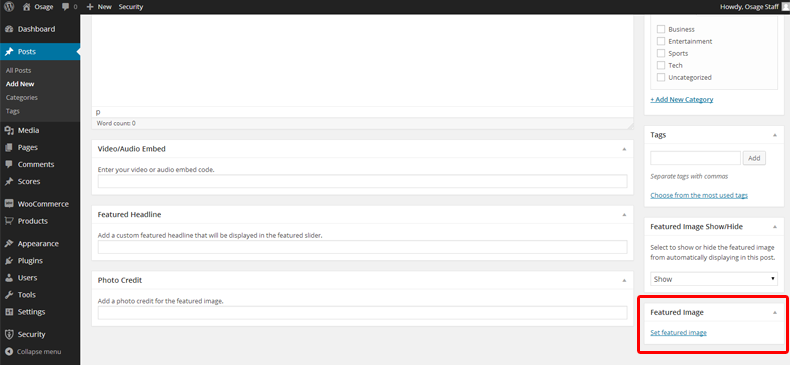 Osage 0 New Security Howdy, Osage Staff
Dashboard
Posts
All Posts
Add New
Categories
Tags
Media
Pages
Comments
Scores
WooCommerce
Products
Appearance
Plugins
Users
Tools
Settings
Security
Collapse menu
p
Word count: 0
Video/Audio Embed
Enter your video or audio embed code.
Featured Headline
Add a custom featured headline that will be displayed in the featured slider.
Photo Credit
Add a photo credit for the featured image.
Business
Entertainment
Sports
Tech
Uncategorized
+ Add New Category
Tags
Add
Separate tags with commas
Choose from the most used tags
Featured Image Show/Hide
Select to show or hide the featured image
from automatically displaying in this post.
Show
Featured Image
Set featured image